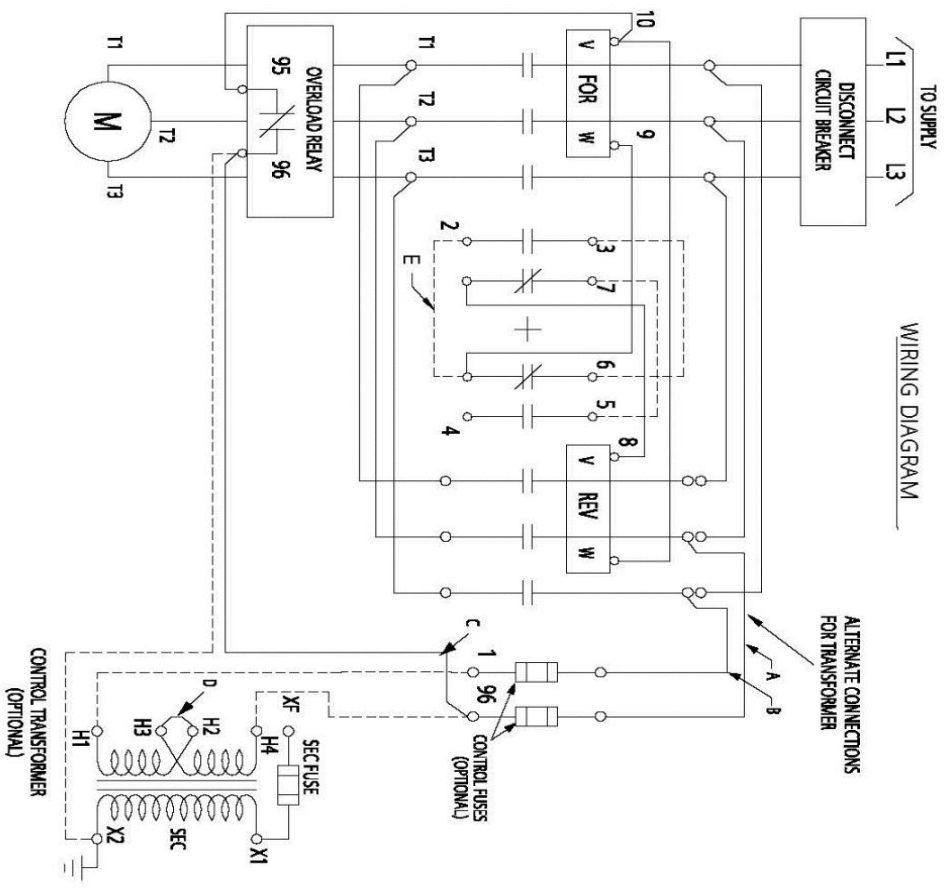 TO SUPPLY
WIRING DIAGRAM
L1 L2 L3
DISCONNECT
CIRCUIT BREAKER
ALTERNATE CONNECTIONS
FOR TRANSFORMER
A
B
10 9 8
3 7 6 5
V FOR W
V REV W
1 96
CONTROL FUSES
(OPTIONAL)
T1 T2 T3
2 4
C
E
OVERLOAD RELAY
95 96
XF
SEC FUSE
H4 X1
D
H2
H3
SEC
H1 X2
T1 T2 T3
M
CONTROL TRANSFORMER
(OPTIONAL)